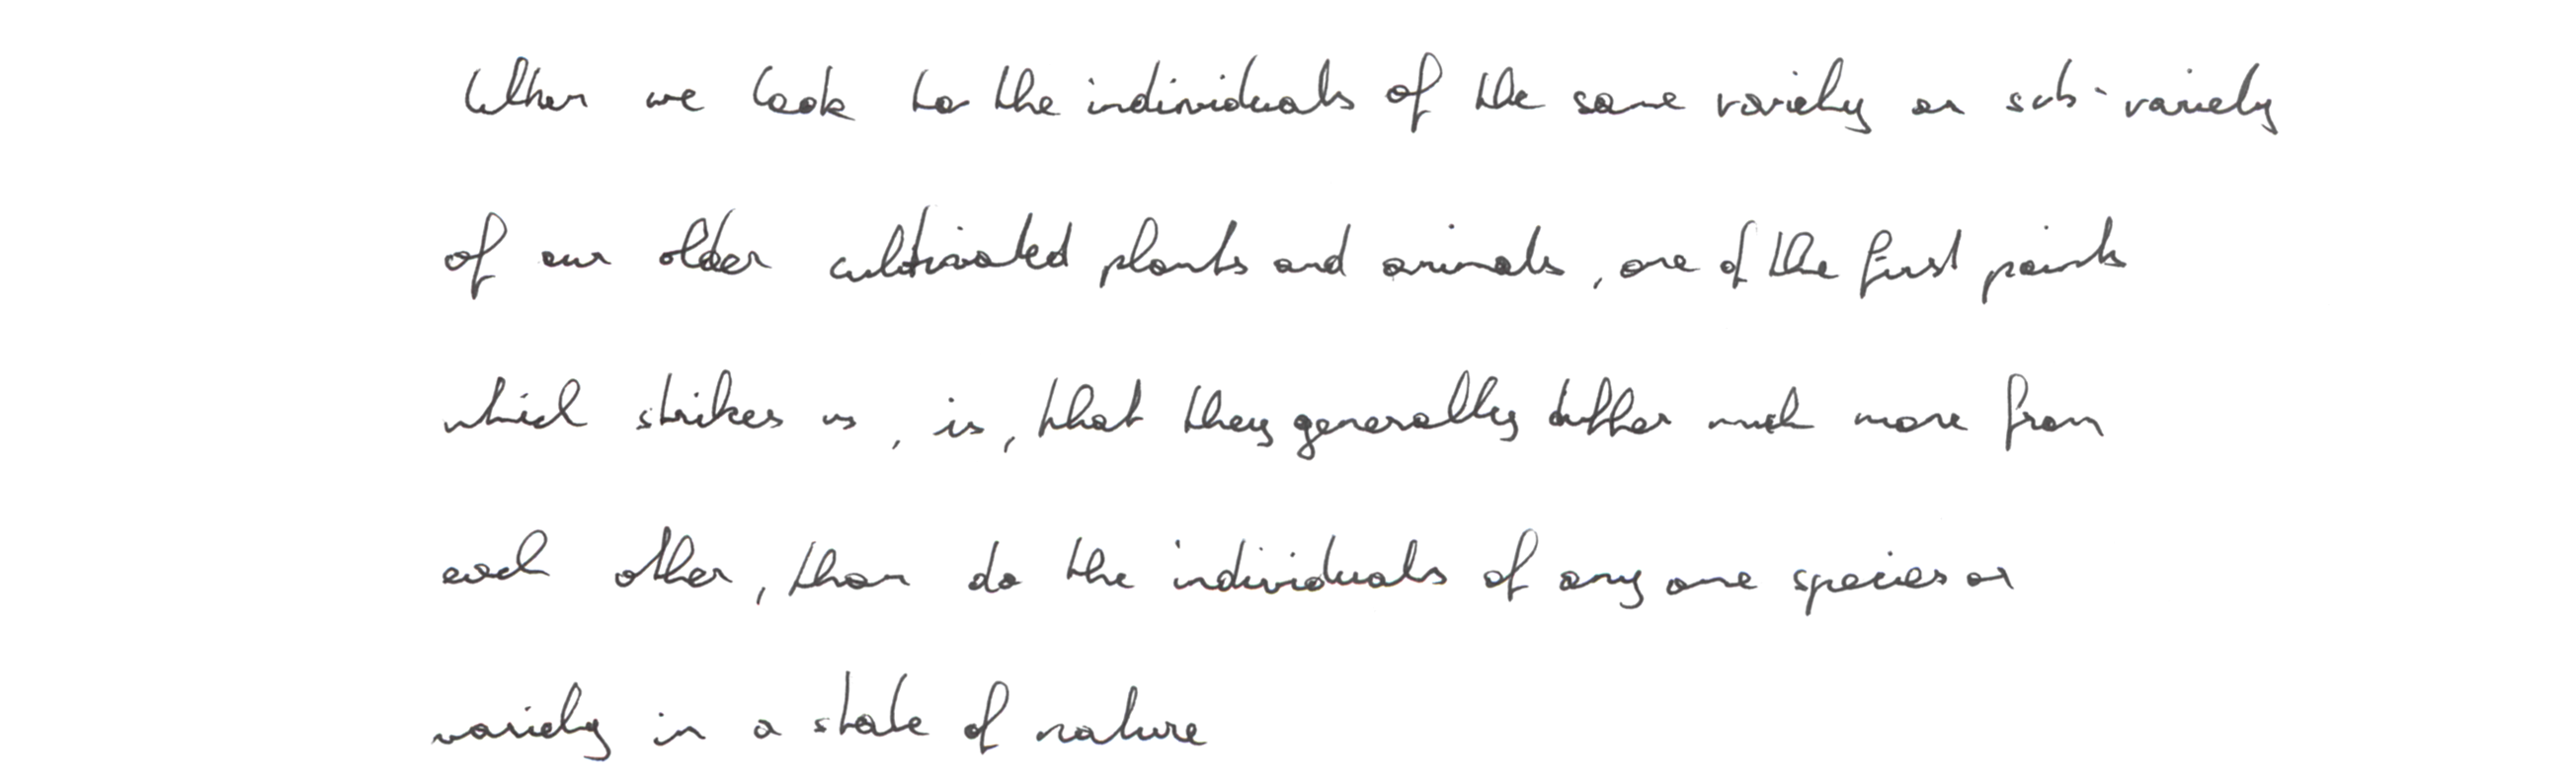 When we look to the individuals of the same variety or sub-variety
of our older cultivated plants and animals, one of the first points
which strikes us, is, that they generally differ much more from
each other, than do the individuals of any one species or
variety in a state of nature